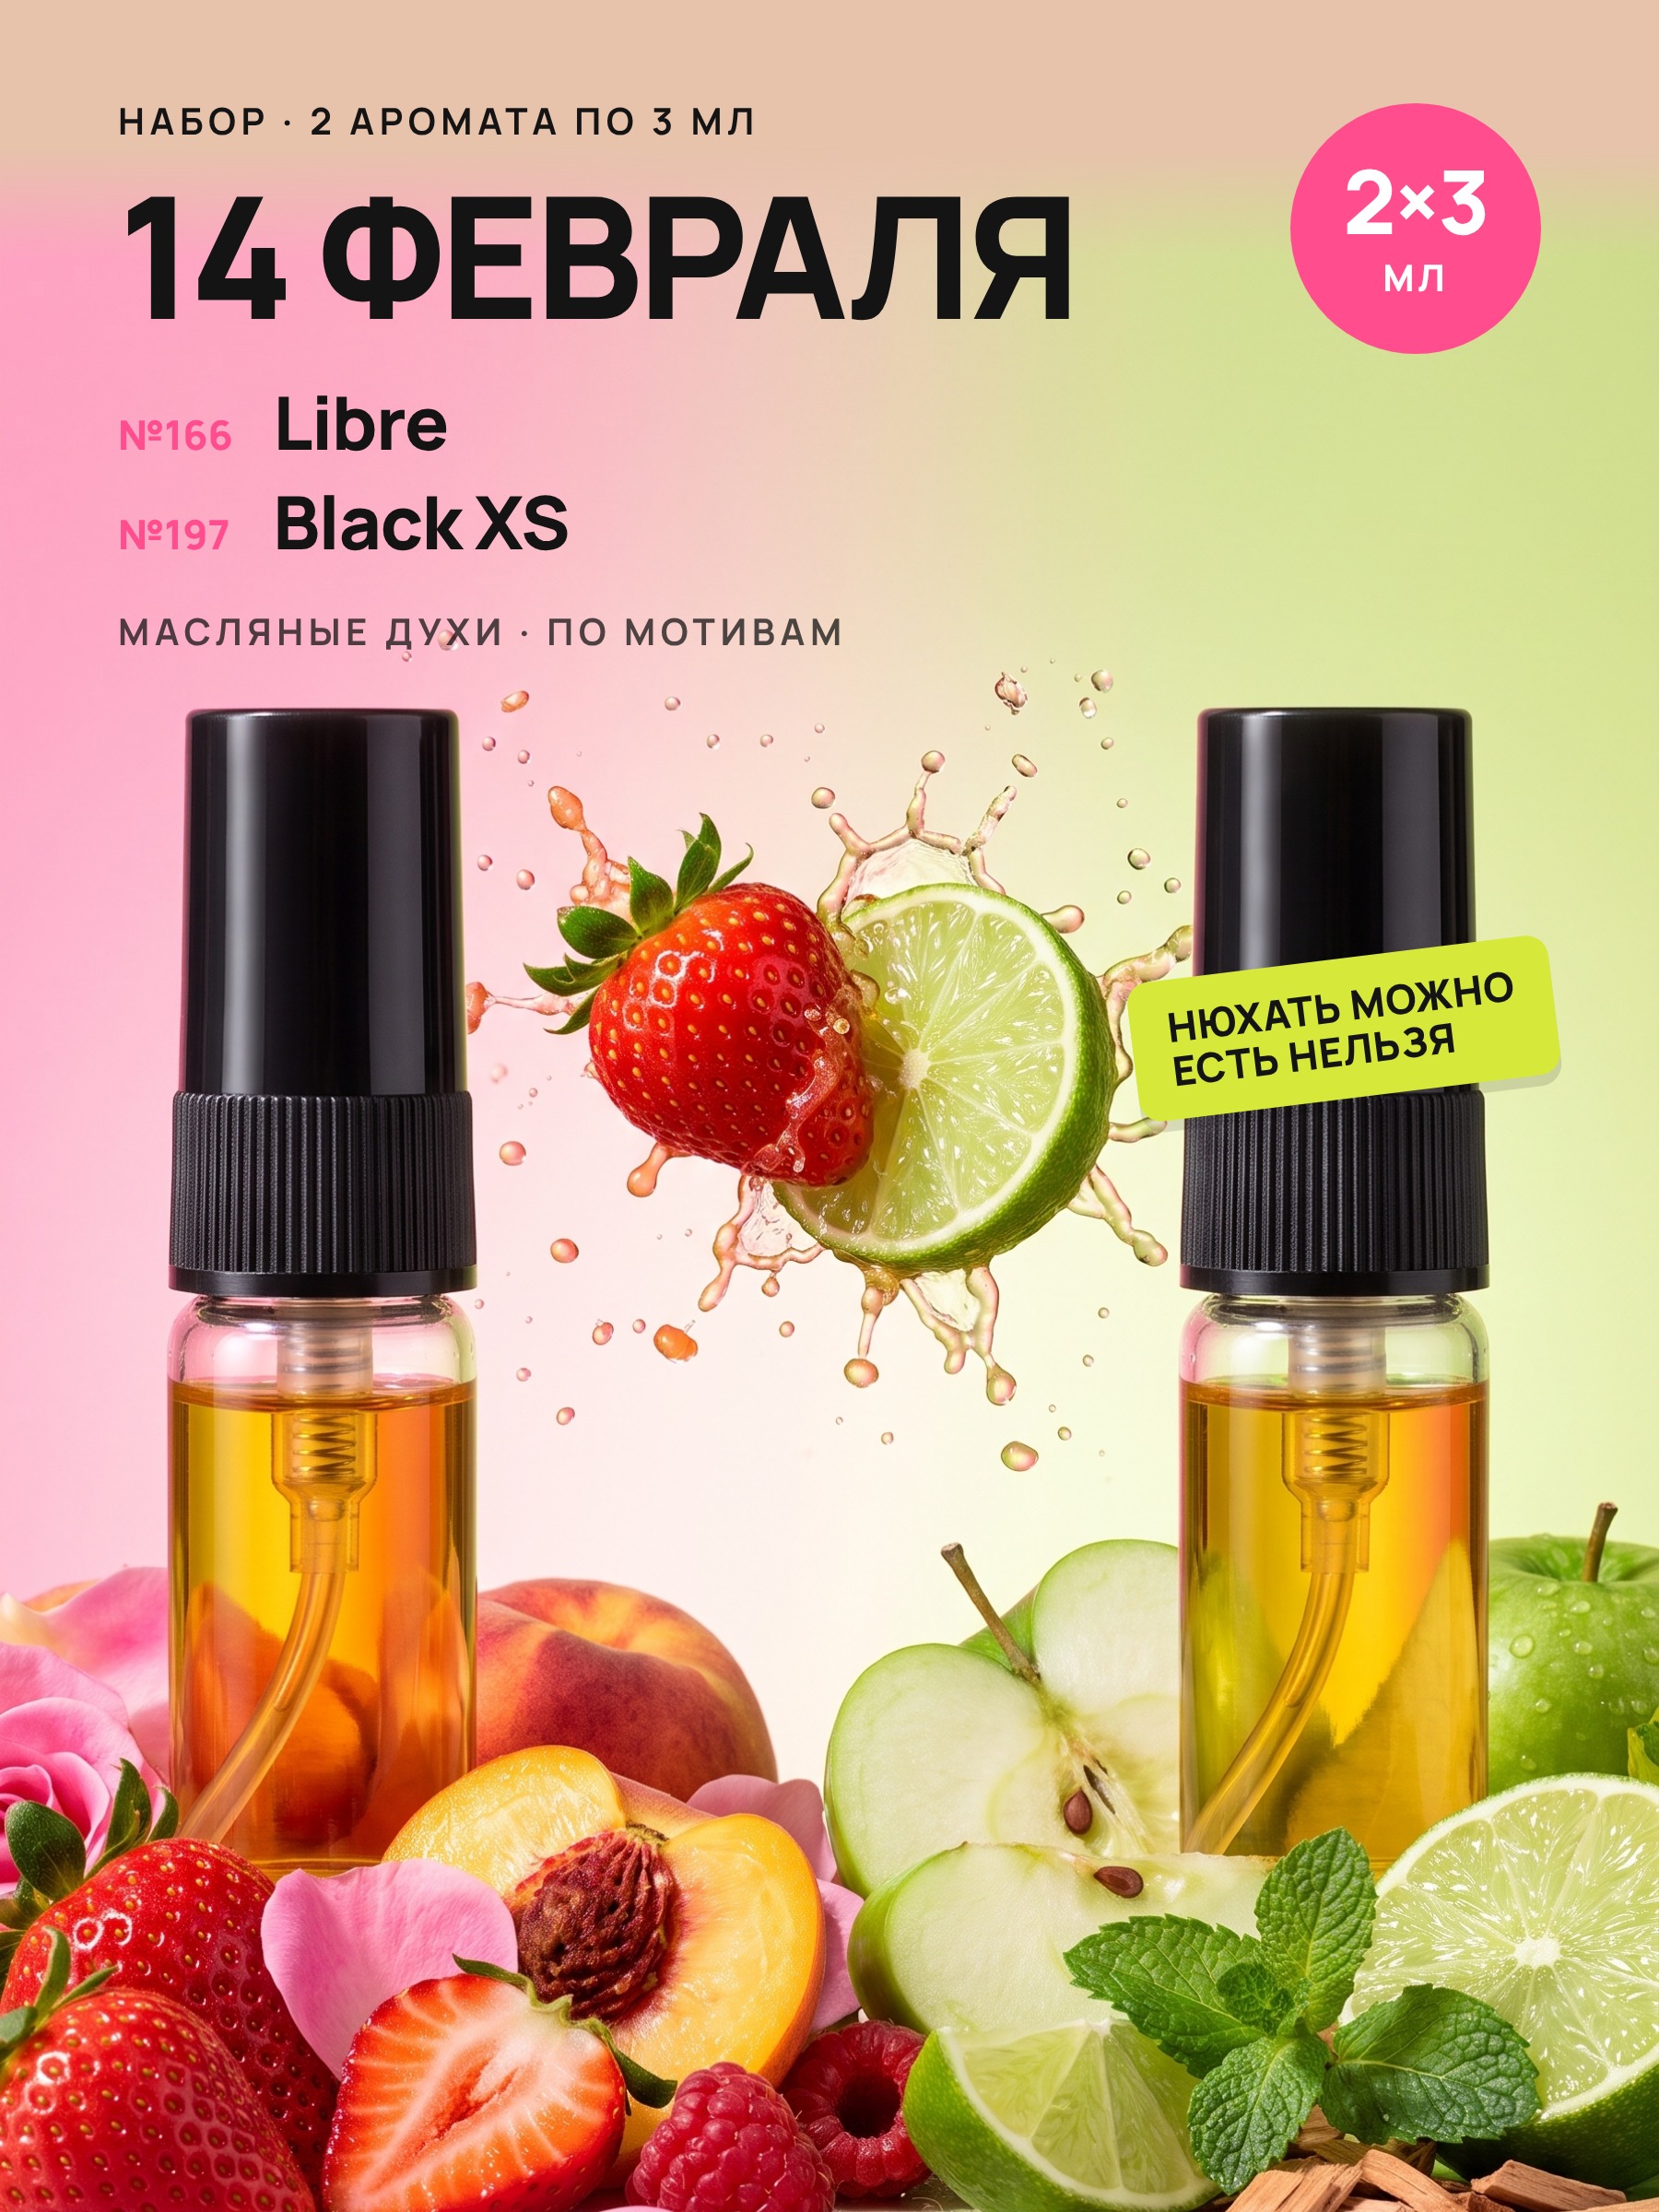 НАБОР · 2 АРОМАТА ПО 3 МЛ
14 ФЕВРАЛЯ
2×3
МЛ
№166 Libre
№197 Black XS
МАСЛЯНЫЕ ДУХИ · ПО МОТИВАМ
НЮХАТЬ МОЖНО
ЕСТЬ НЕЛЬЗЯ